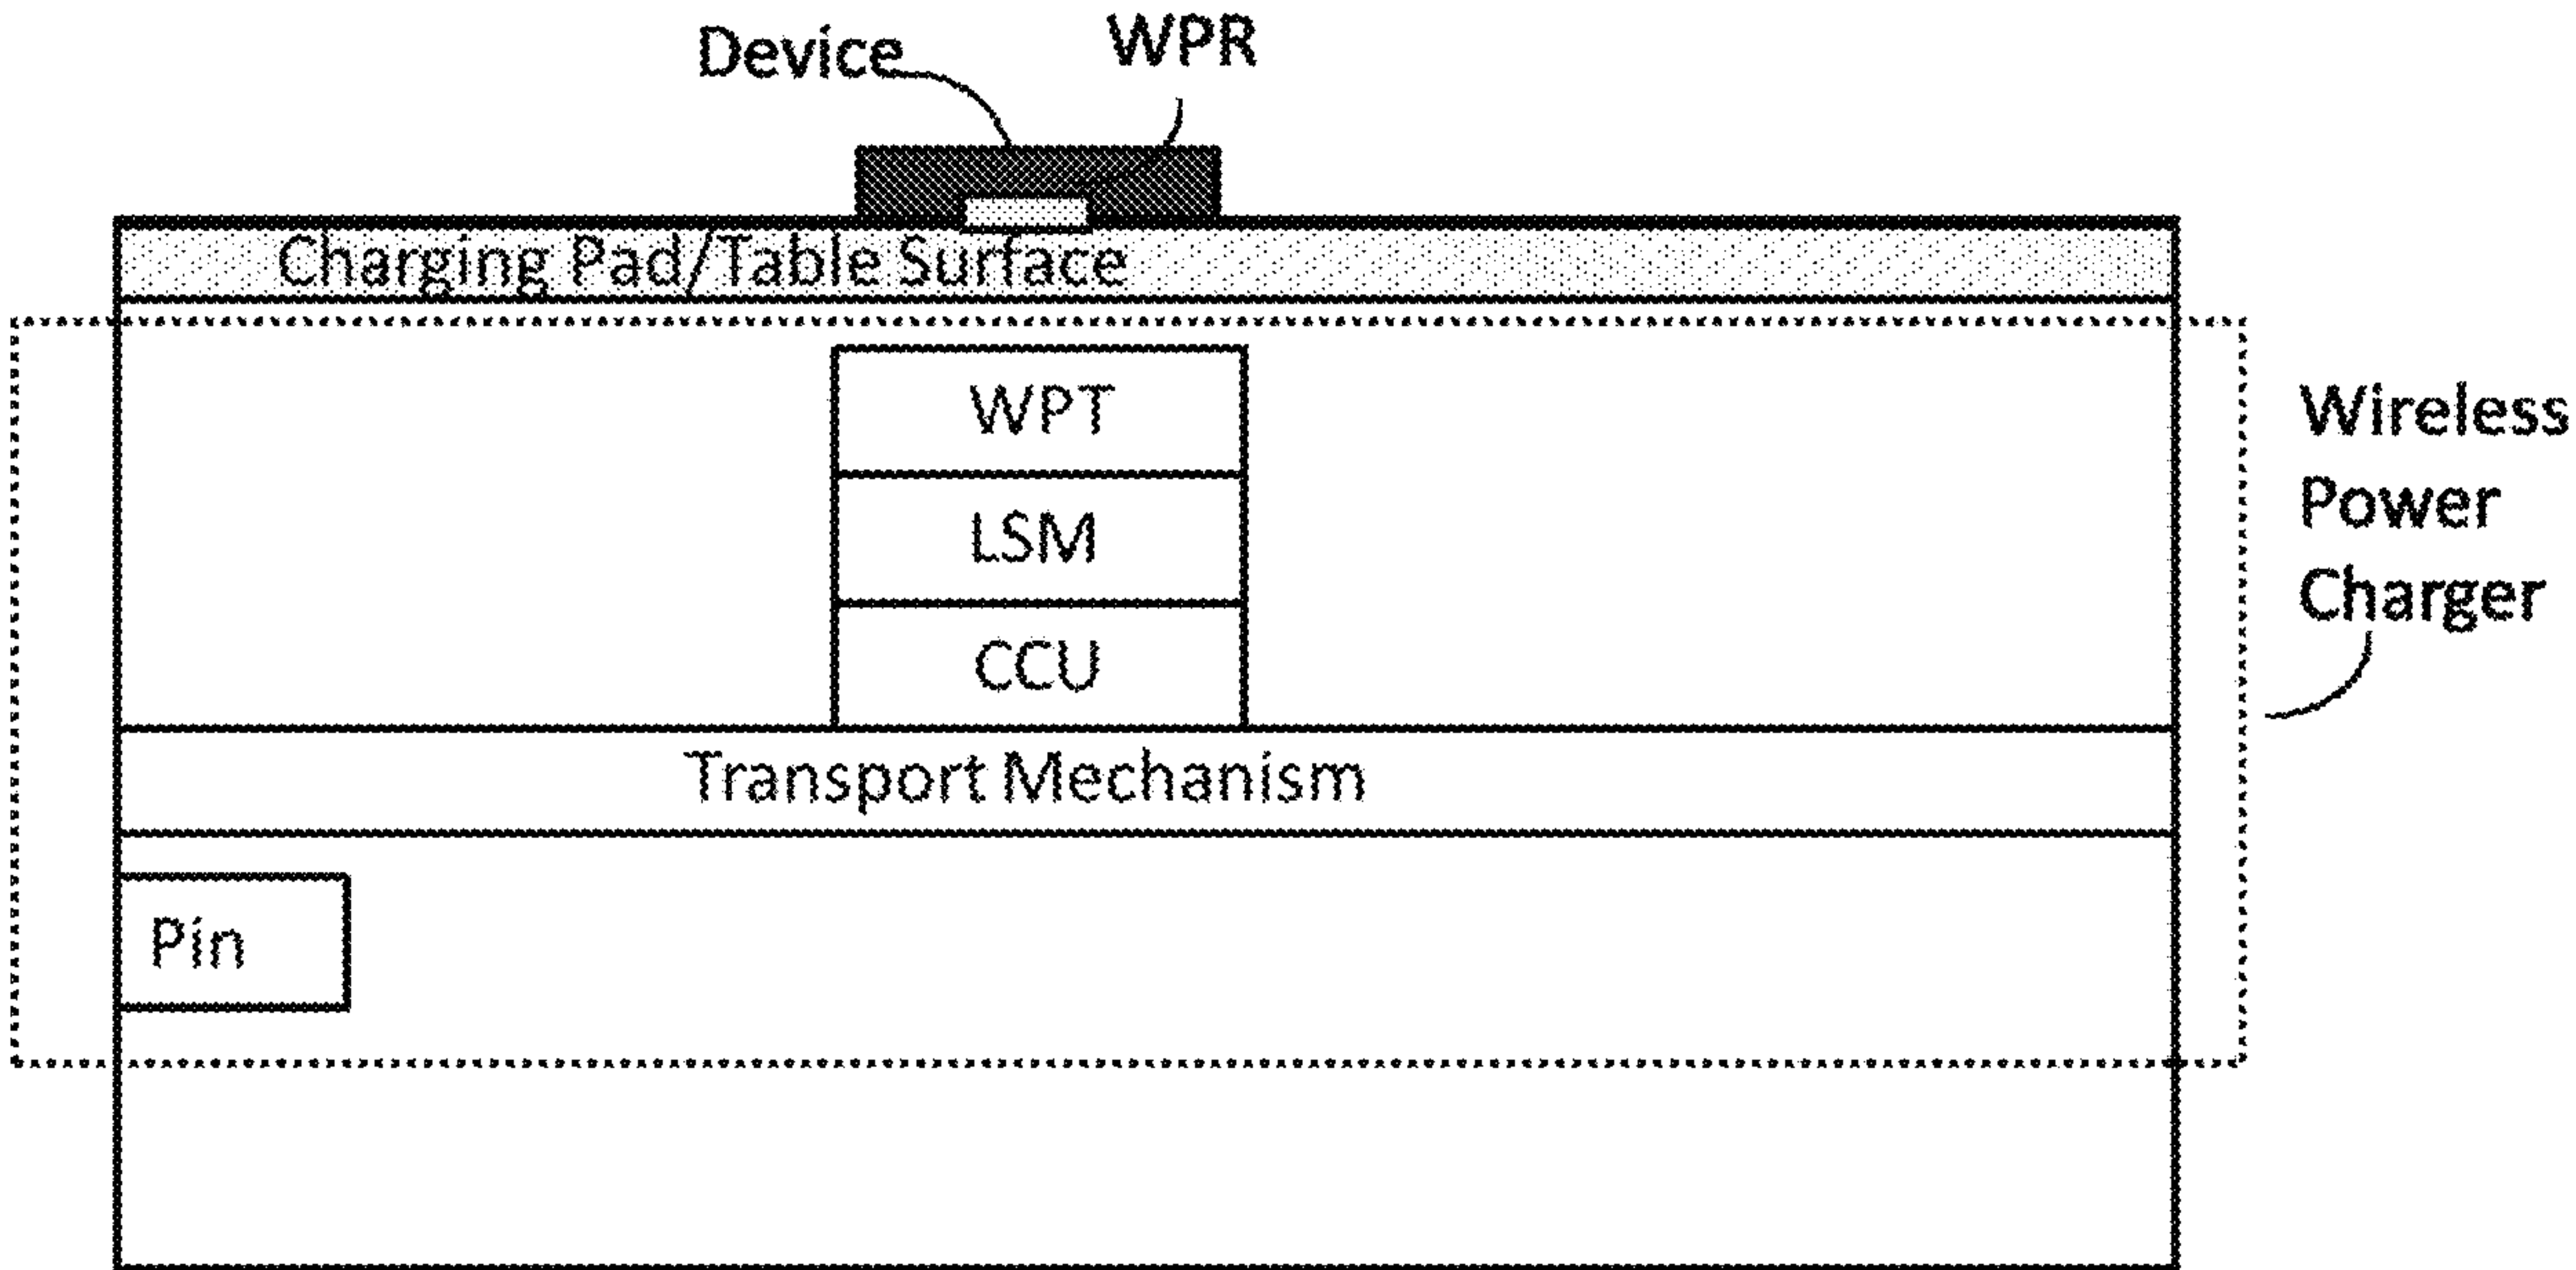 Device
WPR
Charging Pad/Table Surface
WPT
LSM
CCU
Wireless
Power
Charger
Transport Mechanism
Pin